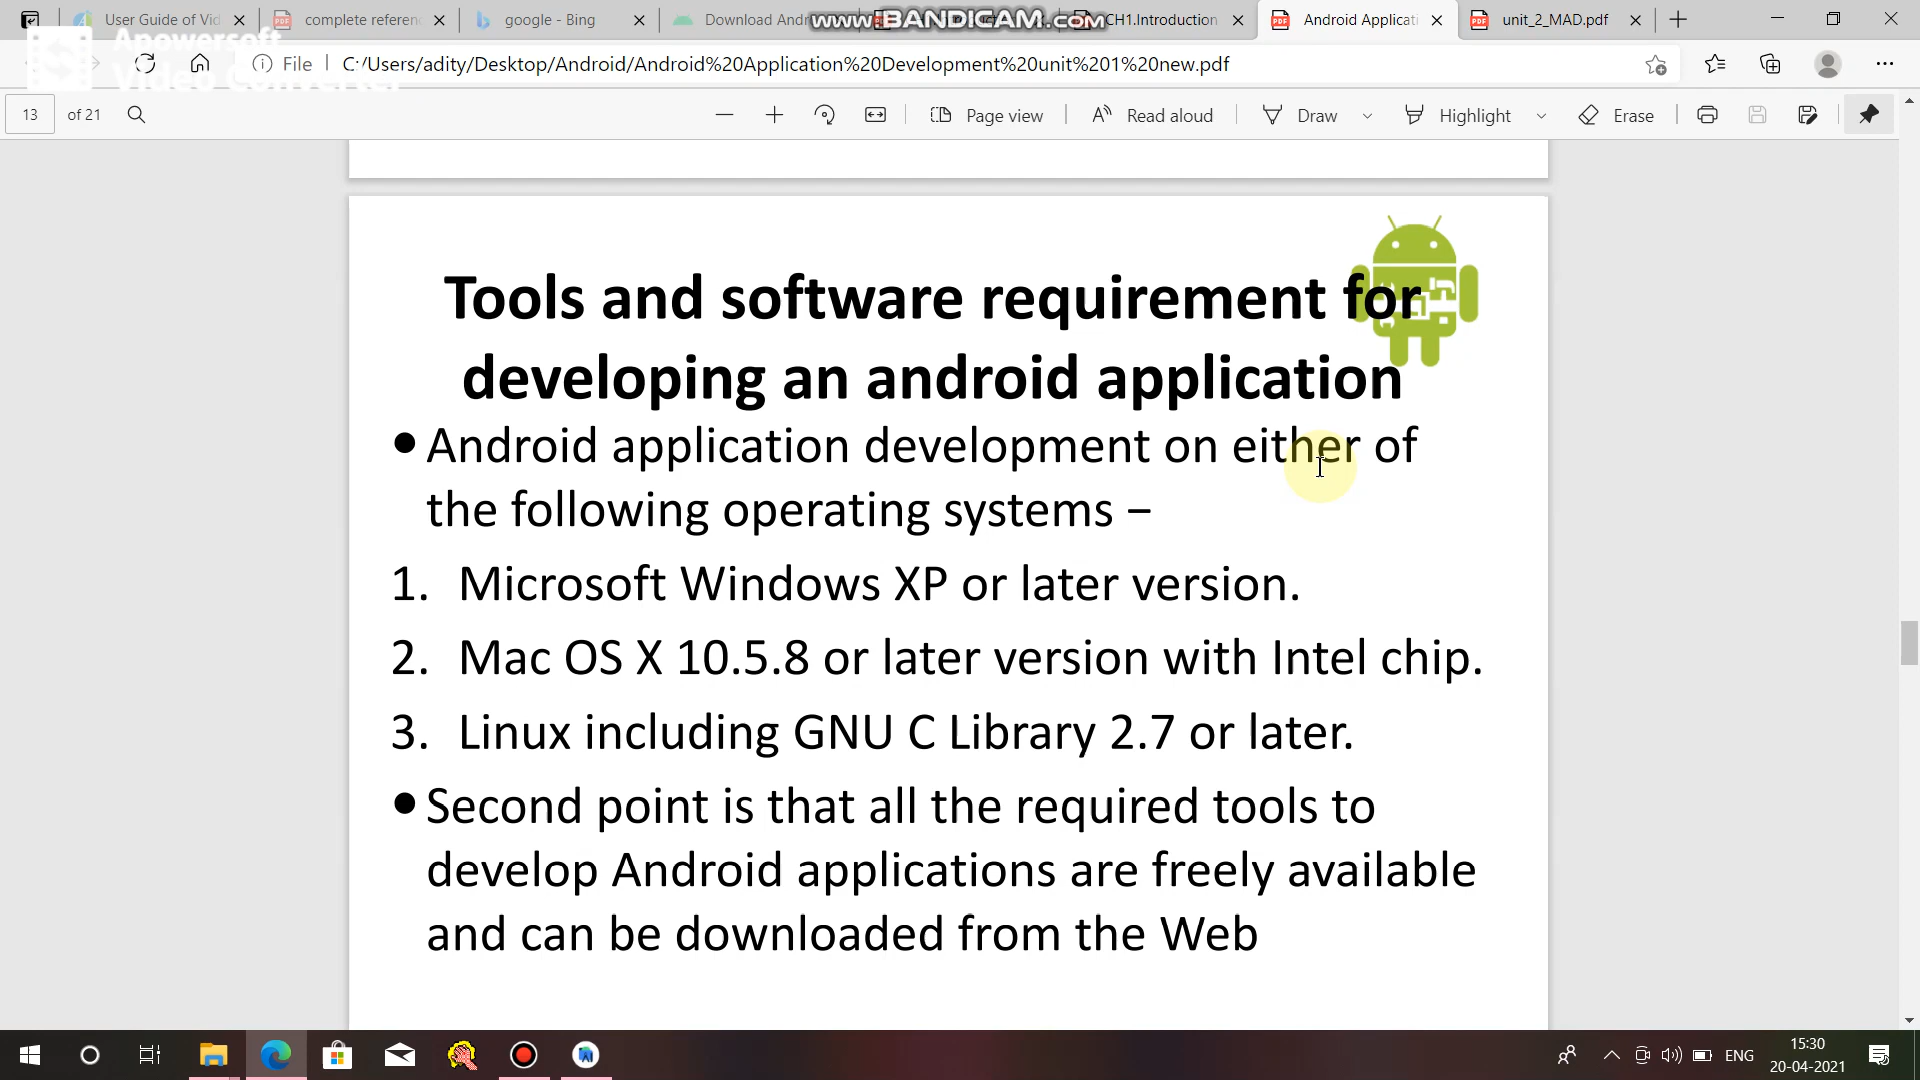 User Guide of Vid
complete referen
google - Bing
Download And
www.BANDICAM.com
CH1.Introduction
Android Applicati
unit_2_MAD.pdf
Apowersoft
Video Converter
File
C:/Users/adity/Desktop/Android/Android%20Application%20Development%20unit%201%20new.pdf
13 of 21
Page view
Read aloud
Draw
Highlight
Erase
Tools and software requirement for
developing an android application
• Android application development on either of
the following operating systems –
1. Microsoft Windows XP or later version.
2. Mac OS X 10.5.8 or later version with Intel chip.
3. Linux including GNU C Library 2.7 or later.
• Second point is that all the required tools to
develop Android applications are freely available
and can be downloaded from the Web
ENG
15:30
20-04-2021